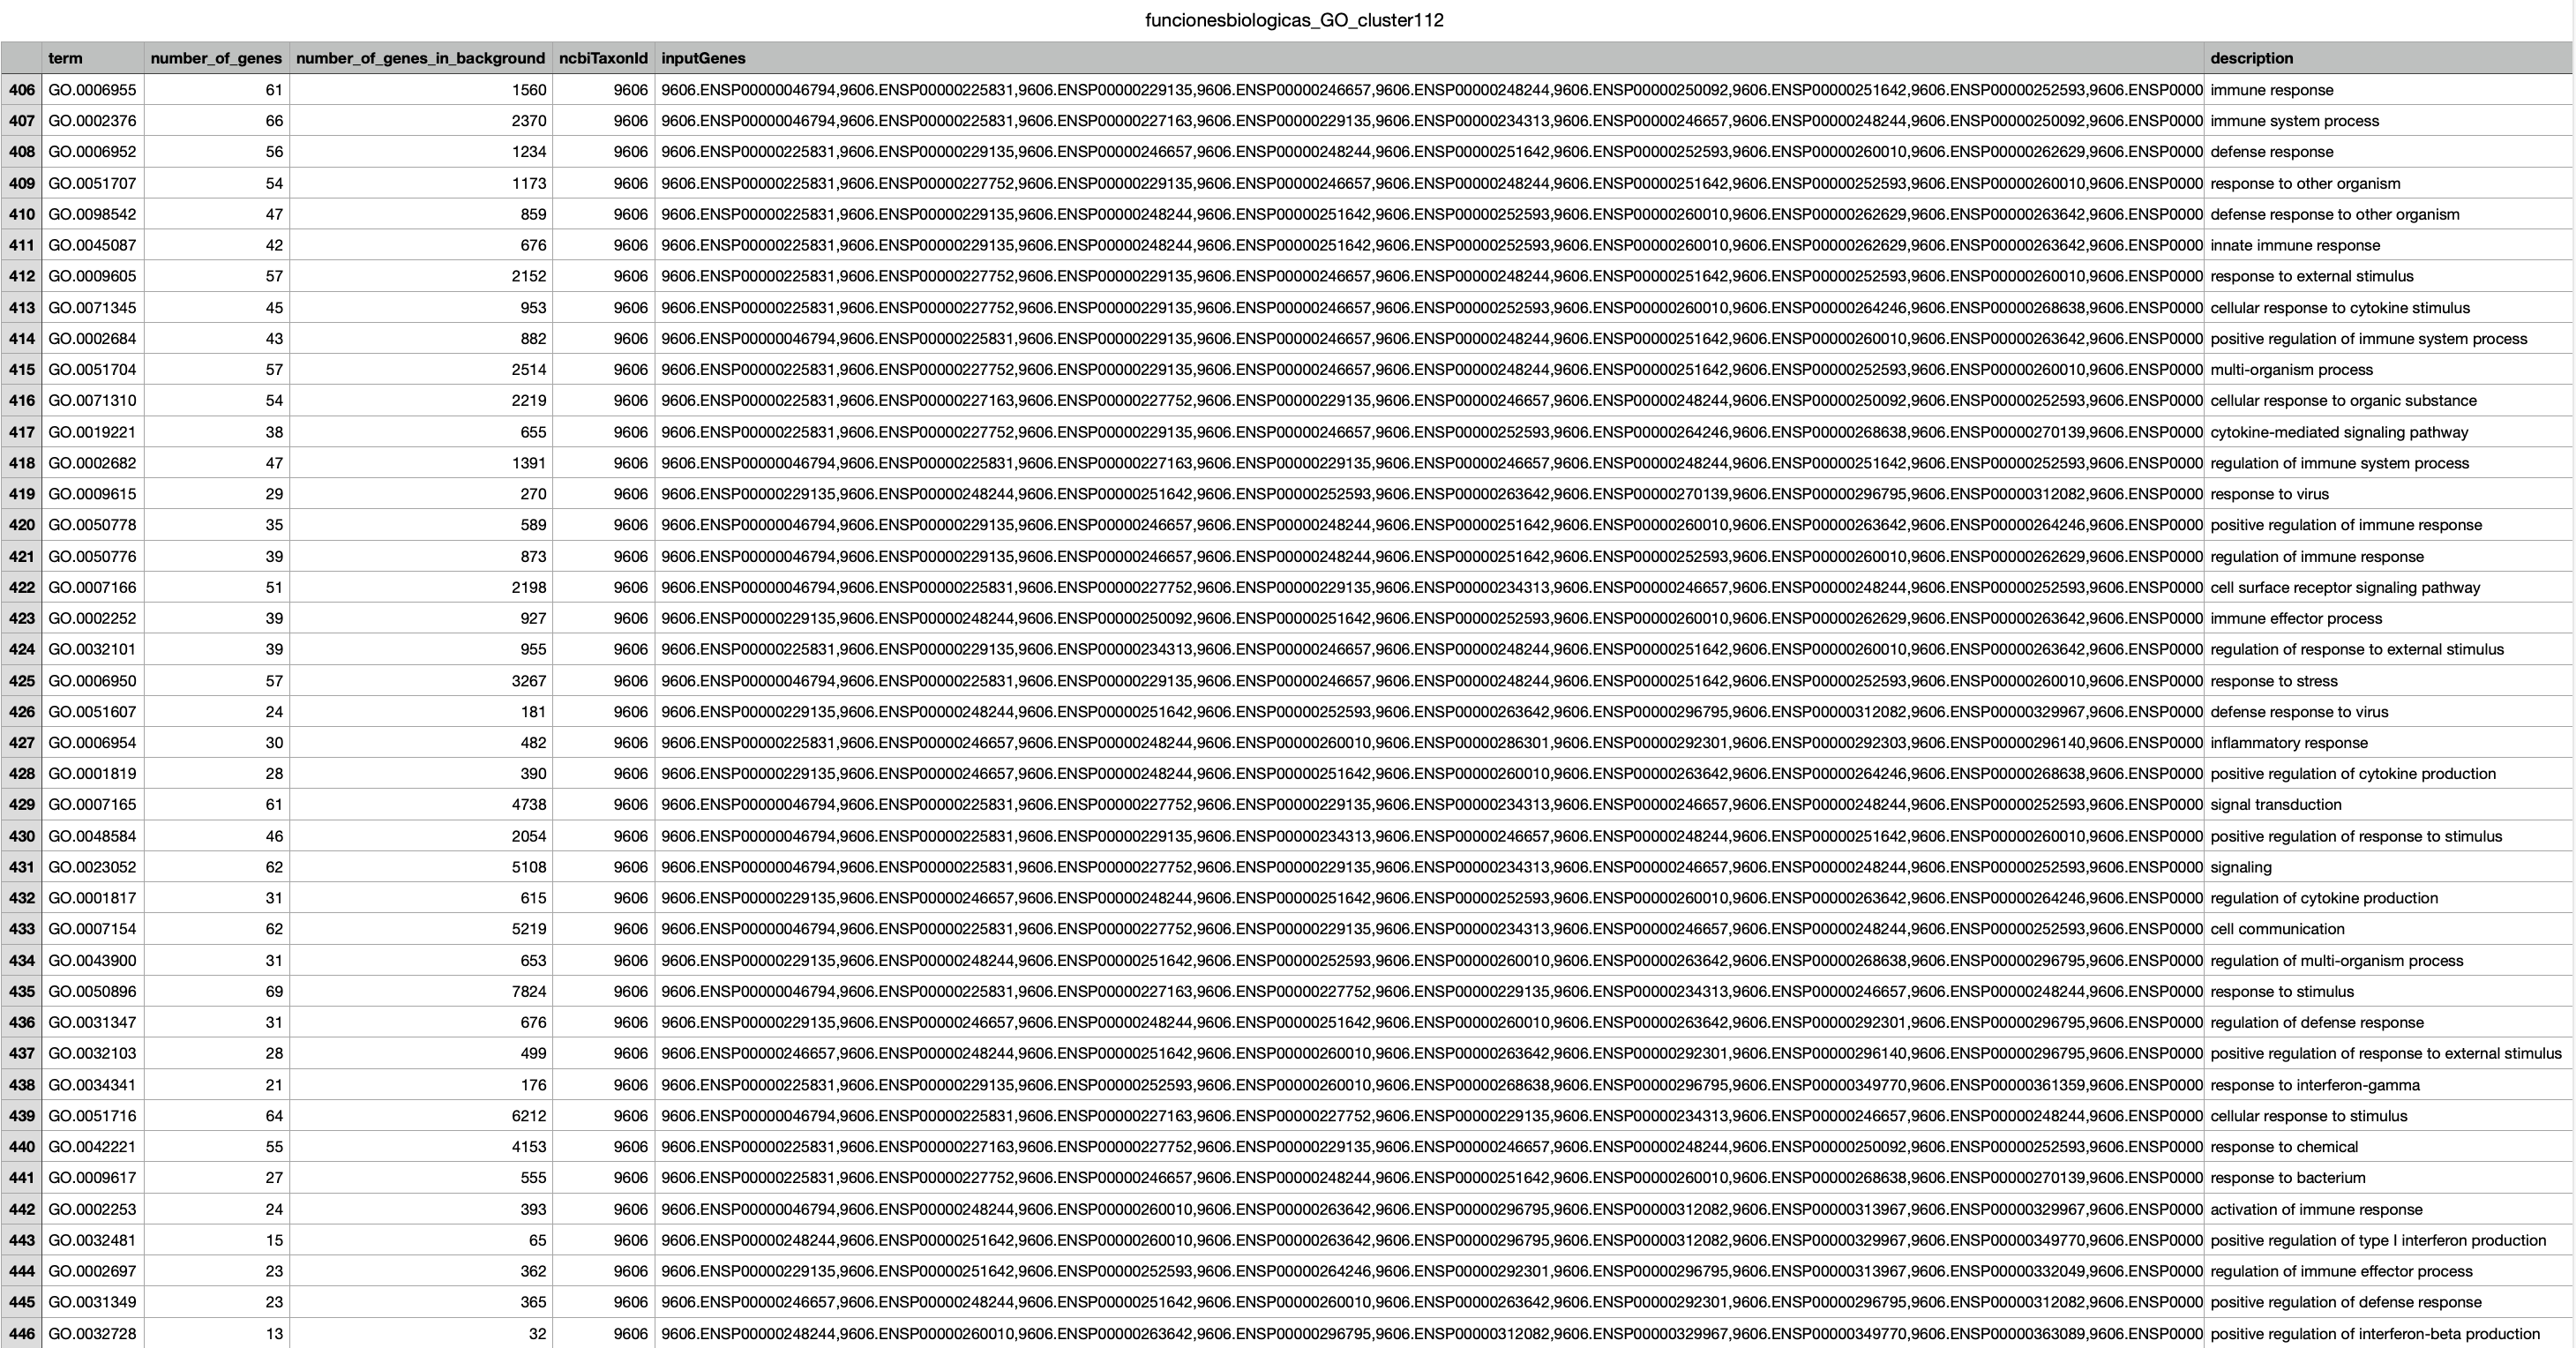 funcionesbiologicas_GO_cluster112
term number_of_genes number_of_genes_in_background ncbiTaxonId inputGenes description
406 GO.0006955 61 1560 9606 9606.ENSP00000046794,9606.ENSP00000225831,9606.ENSP00000229135,9606.ENSP00000246657,9606.ENSP00000248244,9606.ENSP00000250092,9606.ENSP00000251642,9606.ENSP00000252593,9606.ENSP0000 immune response
407 GO.0002376 66 2370 9606 9606.ENSP00000046794,9606.ENSP00000225831,9606.ENSP00000227163,9606.ENSP00000229135,9606.ENSP00000234313,9606.ENSP00000246657,9606.ENSP00000248244,9606.ENSP00000250092,9606.ENSP0000 immune system process
408 GO.0006952 56 1234 9606 9606.ENSP00000225831,9606.ENSP00000229135,9606.ENSP00000246657,9606.ENSP00000248244,9606.ENSP00000251642,9606.ENSP00000252593,9606.ENSP00000260010,9606.ENSP00000262629,9606.ENSP0000 defense response
409 GO.0051707 54 1173 9606 9606.ENSP00000225831,9606.ENSP00000227752,9606.ENSP00000229135,9606.ENSP00000246657,9606.ENSP00000248244,9606.ENSP00000251642,9606.ENSP00000252593,9606.ENSP00000260010,9606.ENSP0000 response to other organism
410 GO.0098542 47 859 9606 9606.ENSP00000225831,9606.ENSP00000229135,9606.ENSP00000248244,9606.ENSP00000251642,9606.ENSP00000252593,9606.ENSP00000260010,9606.ENSP00000262629,9606.ENSP00000263642,9606.ENSP0000 defense response to other organism
411 GO.0045087 42 676 9606 9606.ENSP00000225831,9606.ENSP00000229135,9606.ENSP00000248244,9606.ENSP00000251642,9606.ENSP00000252593,9606.ENSP00000260010,9606.ENSP00000262629,9606.ENSP00000263642,9606.ENSP0000 innate immune response
412 GO.0009605 57 2152 9606 9606.ENSP00000225831,9606.ENSP00000227752,9606.ENSP00000229135,9606.ENSP00000246657,9606.ENSP00000248244,9606.ENSP00000251642,9606.ENSP00000252593,9606.ENSP00000260010,9606.ENSP0000 response to external stimulus
413 GO.0071345 45 953 9606 9606.ENSP00000225831,9606.ENSP00000227752,9606.ENSP00000229135,9606.ENSP00000246657,9606.ENSP00000252593,9606.ENSP00000260010,9606.ENSP00000264246,9606.ENSP00000268638,9606.ENSP0000 cellular response to cytokine stimulus
414 GO.0002684 43 882 9606 9606.ENSP00000046794,9606.ENSP00000225831,9606.ENSP00000229135,9606.ENSP00000246657,9606.ENSP00000248244,9606.ENSP00000251642,9606.ENSP00000260010,9606.ENSP00000263642,9606.ENSP0000 positive regulation of immune system process
415 GO.0051704 57 2514 9606 9606.ENSP00000225831,9606.ENSP00000227752,9606.ENSP00000229135,9606.ENSP00000246657,9606.ENSP00000248244,9606.ENSP00000251642,9606.ENSP00000252593,9606.ENSP00000260010,9606.ENSP0000 multi-organism process
416 GO.0071310 54 2219 9606 9606.ENSP00000225831,9606.ENSP00000227163,9606.ENSP00000227752,9606.ENSP00000229135,9606.ENSP00000246657,9606.ENSP00000248244,9606.ENSP00000250092,9606.ENSP00000252593,9606.ENSP0000 cellular response to organic substance
417 GO.0019221 38 655 9606 9606.ENSP00000225831,9606.ENSP00000227752,9606.ENSP00000229135,9606.ENSP00000246657,9606.ENSP00000252593,9606.ENSP00000264246,9606.ENSP00000268638,9606.ENSP00000270139,9606.ENSP0000 cytokine-mediated signaling pathway
418 GO.0002682 47 1391 9606 9606.ENSP00000046794,9606.ENSP00000225831,9606.ENSP00000227163,9606.ENSP00000229135,9606.ENSP00000246657,9606.ENSP00000248244,9606.ENSP00000251642,9606.ENSP00000252593,9606.ENSP0000 regulation of immune system process
419 GO.0009615 29 270 9606 9606.ENSP00000229135,9606.ENSP00000248244,9606.ENSP00000251642,9606.ENSP00000252593,9606.ENSP00000263642,9606.ENSP00000270139,9606.ENSP00000296795,9606.ENSP00000312082,9606.ENSP0000 response to virus
420 GO.0050778 35 589 9606 9606.ENSP00000046794,9606.ENSP00000229135,9606.ENSP00000246657,9606.ENSP00000248244,9606.ENSP00000251642,9606.ENSP00000260010,9606.ENSP00000263642,9606.ENSP00000264246,9606.ENSP0000 positive regulation of immune response
421 GO.0050776 39 873 9606 9606.ENSP00000046794,9606.ENSP00000229135,9606.ENSP00000246657,9606.ENSP00000248244,9606.ENSP00000251642,9606.ENSP00000252593,9606.ENSP00000260010,9606.ENSP00000262629,9606.ENSP0000 regulation of immune response
422 GO.0007166 51 2198 9606 9606.ENSP00000046794,9606.ENSP00000225831,9606.ENSP00000227752,9606.ENSP00000229135,9606.ENSP00000234313,9606.ENSP00000246657,9606.ENSP00000248244,9606.ENSP00000252593,9606.ENSP0000 cell surface receptor signaling pathway
423 GO.0002252 39 927 9606 9606.ENSP00000229135,9606.ENSP00000248244,9606.ENSP00000250092,9606.ENSP00000251642,9606.ENSP00000252593,9606.ENSP00000260010,9606.ENSP00000262629,9606.ENSP00000263642,9606.ENSP0000 immune effector process
424 GO.0032101 39 955 9606 9606.ENSP00000225831,9606.ENSP00000229135,9606.ENSP00000234313,9606.ENSP00000246657,9606.ENSP00000248244,9606.ENSP00000251642,9606.ENSP00000260010,9606.ENSP00000263642,9606.ENSP0000 regulation of response to external stimulus
425 GO.0006950 57 3267 9606 9606.ENSP00000046794,9606.ENSP00000225831,9606.ENSP00000229135,9606.ENSP00000246657,9606.ENSP00000248244,9606.ENSP00000251642,9606.ENSP00000252593,9606.ENSP00000260010,9606.ENSP0000 response to stress
426 GO.0051607 24 181 9606 9606.ENSP00000229135,9606.ENSP00000248244,9606.ENSP00000251642,9606.ENSP00000252593,9606.ENSP00000263642,9606.ENSP00000296795,9606.ENSP00000312082,9606.ENSP00000329967,9606.ENSP0000 defense response to virus
427 GO.0006954 30 482 9606 9606.ENSP00000225831,9606.ENSP00000246657,9606.ENSP00000248244,9606.ENSP00000260010,9606.ENSP00000286301,9606.ENSP00000292301,9606.ENSP00000292303,9606.ENSP00000296140,9606.ENSP0000 inflammatory response
428 GO.0001819 28 390 9606 9606.ENSP00000229135,9606.ENSP00000246657,9606.ENSP00000248244,9606.ENSP00000251642,9606.ENSP00000260010,9606.ENSP00000263642,9606.ENSP00000264246,9606.ENSP00000268638,9606.ENSP0000 positive regulation of cytokine production
429 GO.0007165 61 4738 9606 9606.ENSP00000046794,9606.ENSP00000225831,9606.ENSP00000227752,9606.ENSP00000229135,9606.ENSP00000234313,9606.ENSP00000246657,9606.ENSP00000248244,9606.ENSP00000252593,9606.ENSP0000 signal transduction
430 GO.0048584 46 2054 9606 9606.ENSP00000046794,9606.ENSP00000225831,9606.ENSP00000229135,9606.ENSP00000234313,9606.ENSP00000246657,9606.ENSP00000248244,9606.ENSP00000251642,9606.ENSP00000260010,9606.ENSP0000 positive regulation of response to stimulus
431 GO.0023052 62 5108 9606 9606.ENSP00000046794,9606.ENSP00000225831,9606.ENSP00000227752,9606.ENSP00000229135,9606.ENSP00000234313,9606.ENSP00000246657,9606.ENSP00000248244,9606.ENSP00000252593,9606.ENSP0000 signaling
432 GO.0001817 31 615 9606 9606.ENSP00000229135,9606.ENSP00000246657,9606.ENSP00000248244,9606.ENSP00000251642,9606.ENSP00000252593,9606.ENSP00000260010,9606.ENSP00000263642,9606.ENSP00000264246,9606.ENSP0000 regulation of cytokine production
433 GO.0007154 62 5219 9606 9606.ENSP00000046794,9606.ENSP00000225831,9606.ENSP00000227752,9606.ENSP00000229135,9606.ENSP00000234313,9606.ENSP00000246657,9606.ENSP00000248244,9606.ENSP00000252593,9606.ENSP0000 cell communication
434 GO.0043900 31 653 9606 9606.ENSP00000229135,9606.ENSP00000248244,9606.ENSP00000251642,9606.ENSP00000252593,9606.ENSP00000260010,9606.ENSP00000263642,9606.ENSP00000268638,9606.ENSP00000296795,9606.ENSP0000 regulation of multi-organism process
435 GO.0050896 69 7824 9606 9606.ENSP00000046794,9606.ENSP00000225831,9606.ENSP00000227163,9606.ENSP00000227752,9606.ENSP00000229135,9606.ENSP00000234313,9606.ENSP00000246657,9606.ENSP00000248244,9606.ENSP0000 response to stimulus
436 GO.0031347 31 676 9606 9606.ENSP00000229135,9606.ENSP00000246657,9606.ENSP00000248244,9606.ENSP00000251642,9606.ENSP00000260010,9606.ENSP00000263642,9606.ENSP00000292301,9606.ENSP00000296795,9606.ENSP0000 regulation of defense response
437 GO.0032103 28 499 9606 9606.ENSP00000246657,9606.ENSP00000248244,9606.ENSP00000251642,9606.ENSP00000260010,9606.ENSP00000263642,9606.ENSP00000292301,9606.ENSP00000296140,9606.ENSP00000296795,9606.ENSP0000 positive regulation of response to external stimulus
438 GO.0034341 21 176 9606 9606.ENSP00000225831,9606.ENSP00000229135,9606.ENSP00000252593,9606.ENSP00000260010,9606.ENSP00000268638,9606.ENSP00000296795,9606.ENSP00000349770,9606.ENSP00000361359,9606.ENSP0000 response to interferon-gamma
439 GO.0051716 64 6212 9606 9606.ENSP00000046794,9606.ENSP00000225831,9606.ENSP00000227163,9606.ENSP00000227752,9606.ENSP00000229135,9606.ENSP00000234313,9606.ENSP00000246657,9606.ENSP00000248244,9606.ENSP0000 cellular response to stimulus
440 GO.0042221 55 4153 9606 9606.ENSP00000225831,9606.ENSP00000227163,9606.ENSP00000227752,9606.ENSP00000229135,9606.ENSP00000246657,9606.ENSP00000248244,9606.ENSP00000250092,9606.ENSP00000252593,9606.ENSP0000 response to chemical
441 GO.0009617 27 555 9606 9606.ENSP00000225831,9606.ENSP00000227752,9606.ENSP00000246657,9606.ENSP00000248244,9606.ENSP00000251642,9606.ENSP00000260010,9606.ENSP00000268638,9606.ENSP00000270139,9606.ENSP0000 response to bacterium
442 GO.0002253 24 393 9606 9606.ENSP00000046794,9606.ENSP00000248244,9606.ENSP00000260010,9606.ENSP00000263642,9606.ENSP00000296795,9606.ENSP00000312082,9606.ENSP00000313967,9606.ENSP00000329967,9606.ENSP0000 activation of immune response
443 GO.0032481 15 65 9606 9606.ENSP00000248244,9606.ENSP00000251642,9606.ENSP00000260010,9606.ENSP00000263642,9606.ENSP00000296795,9606.ENSP00000312082,9606.ENSP00000329967,9606.ENSP00000349770,9606.ENSP0000 positive regulation of type I interferon production
444 GO.0002697 23 362 9606 9606.ENSP00000229135,9606.ENSP00000251642,9606.ENSP00000252593,9606.ENSP00000264246,9606.ENSP00000292301,9606.ENSP00000296795,9606.ENSP00000313967,9606.ENSP00000332049,9606.ENSP0000 regulation of immune effector process
445 GO.0031349 23 365 9606 9606.ENSP00000246657,9606.ENSP00000248244,9606.ENSP00000251642,9606.ENSP00000260010,9606.ENSP00000263642,9606.ENSP00000292301,9606.ENSP00000296795,9606.ENSP00000312082,9606.ENSP0000 positive regulation of defense response
446 GO.0032728 13 32 9606 9606.ENSP00000248244,9606.ENSP00000260010,9606.ENSP00000263642,9606.ENSP00000296795,9606.ENSP00000312082,9606.ENSP00000329967,9606.ENSP00000349770,9606.ENSP00000363089,9606.ENSP0000 positive regulation of interferon-beta production